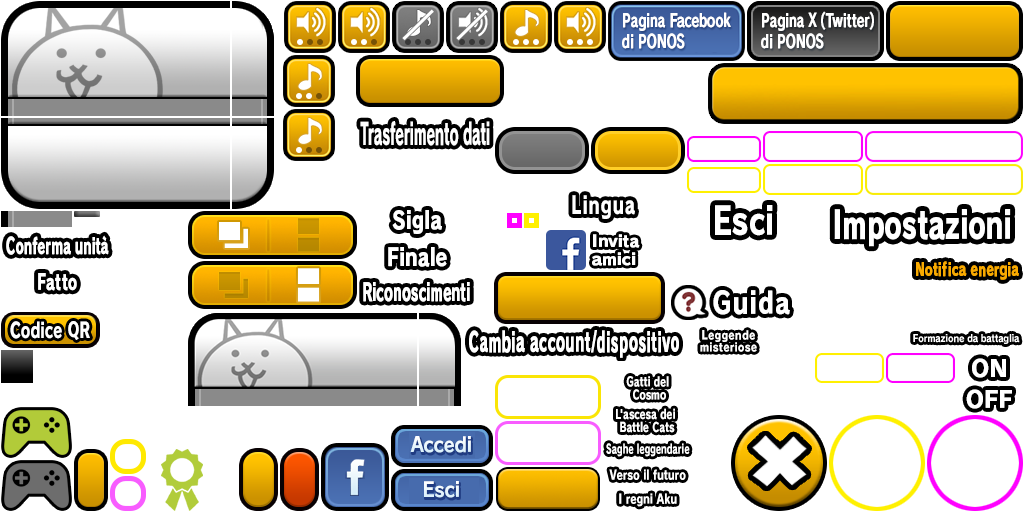 Pagina Facebook
di PONOS
Pagina X (Twitter)
di PONOS
Trasferimento dati
Lingua
Sigla
Esci
Impostazioni
Conferma unità
Invita
amici
Finale
Notifica energia
Fatto
Riconoscimenti
? Guida
Codice QR
Cambia account/dispositivo
Leggende
misteriose
Formazione da battaglia
ON
Gatti del
Cosmo
OFF
L'ascesa dei
Battle Cats
Accedi
Saghe leggendarie
Verso il futuro
Esci
I regni Aku